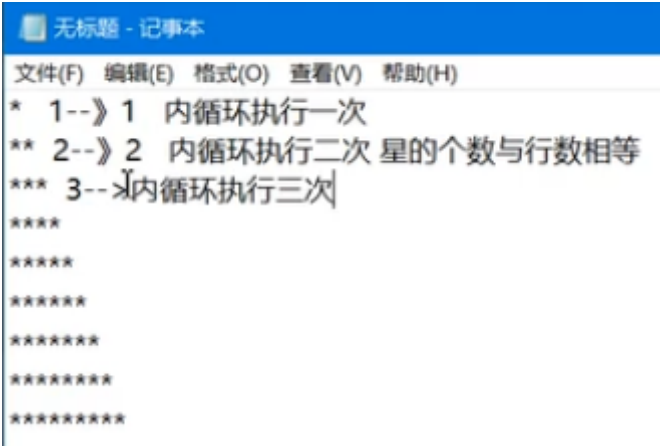 无标题 - 记事本
文件(F) 编辑(E) 格式(O) 查看(V) 帮助(H)
* 1--》1 内循环执行一次
** 2--》2 内循环执行二次 星的个数与行数相等
*** 3-->内循环执行三次
****
*****
******
*******
********
*********